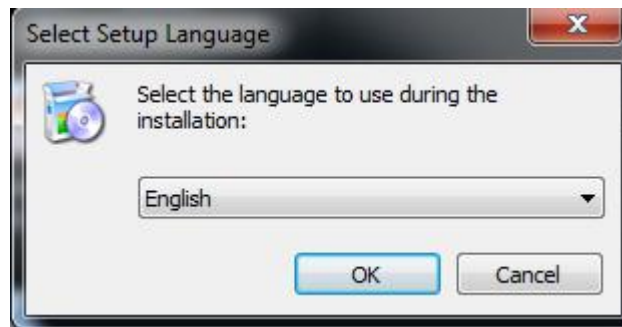 Select Setup Language
Select the language to use during the
installation:
English
OK
Cancel